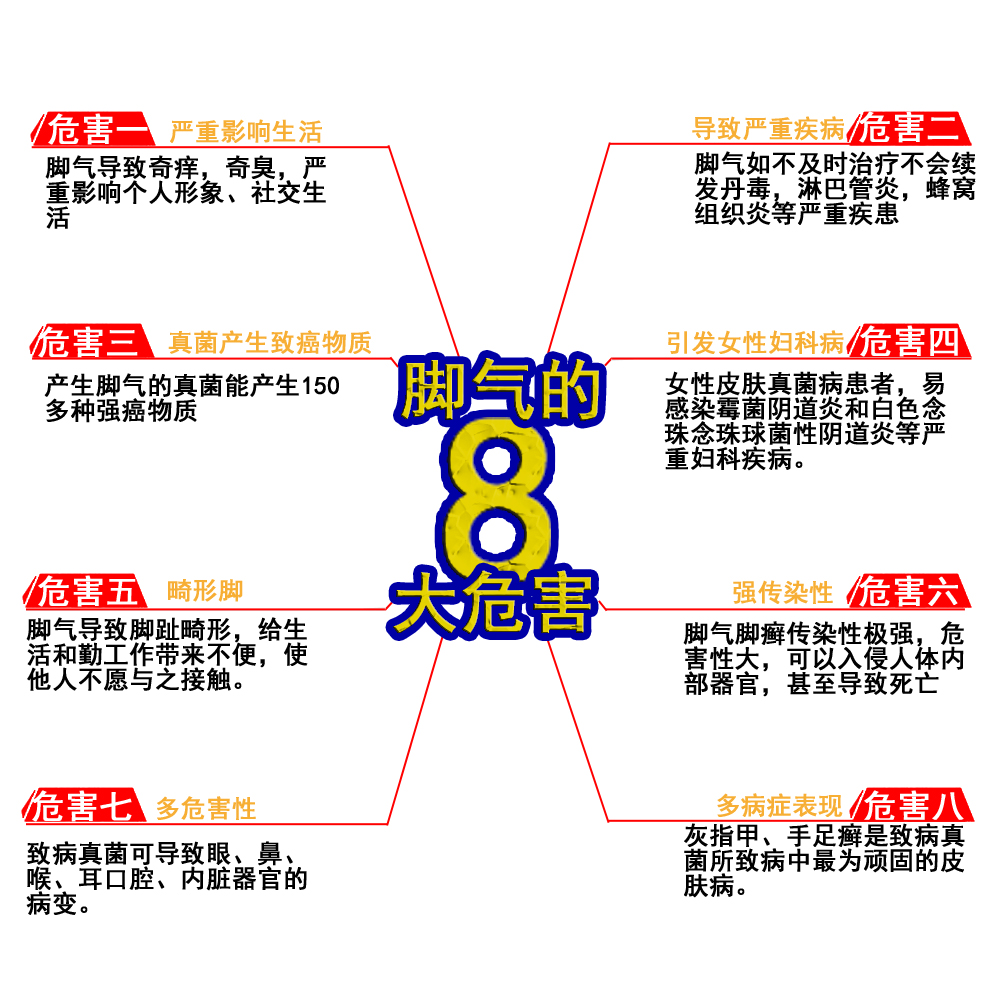 危害一 严重影响生活
脚气导致奇痒，奇臭，严
重影响个人形象、社交生
活
导致严重疾病 危害二
脚气如不及时治疗不会续
发丹毒，淋巴管炎，蜂窝
组织炎等严重疾患
危害三 真菌产生致癌物质
产生脚气的真菌能产生150
多种强癌物质
引发女性妇科病 危害四
女性皮肤真菌病患者，易
感染霉菌阴道炎和白色念
珠念珠球菌性阴道炎等严
重妇科疾病。
脚气的
8
大危害
危害五 畸形脚
脚气导致脚趾畸形，给生
活和勤工作带来不便，使
他人不愿与之接触。
强传染性 危害六
脚气脚癣传染性极强，危
害性大，可以入侵人体内
部器官，甚至导致死亡
危害七 多危害性
致病真菌可导致眼、鼻、
喉、耳口腔、内脏器官的
病变。
多病症表现 危害八
灰指甲、手足癣是致病真
菌所致病中最为顽固的皮
肤病。